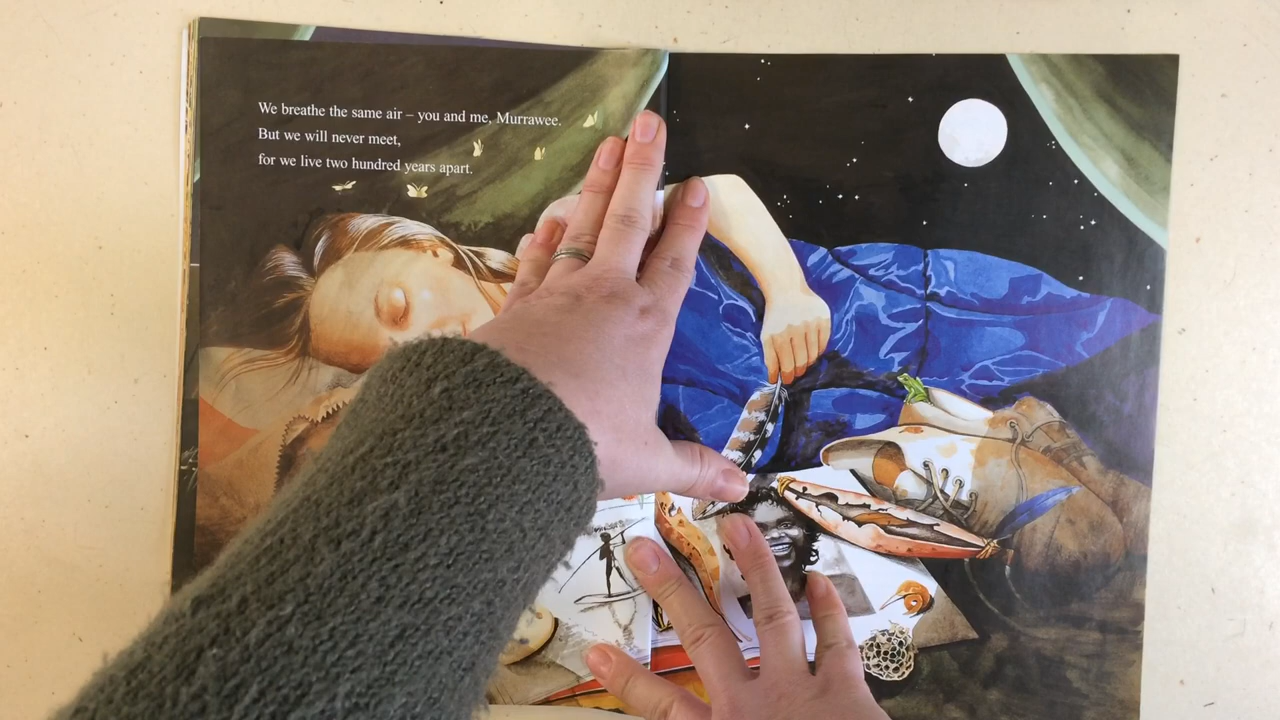 We breathe the same air – you and me, Murrawee.
But we will never meet,
for we live two hundred years apart.